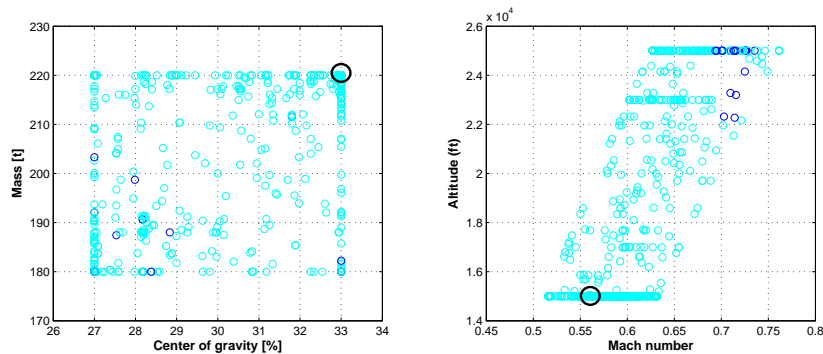 230
220
210
200
190
180
170
26 27 28 29 30 31 32 33 34
Center of gravity [%]
Mass [t]
2.6 x 10⁴
2.4
2.2
2
1.8
1.6
1.4
0.45 0.5 0.55 0.6 0.65 0.7 0.75 0.8
Mach number
Altitude (ft)